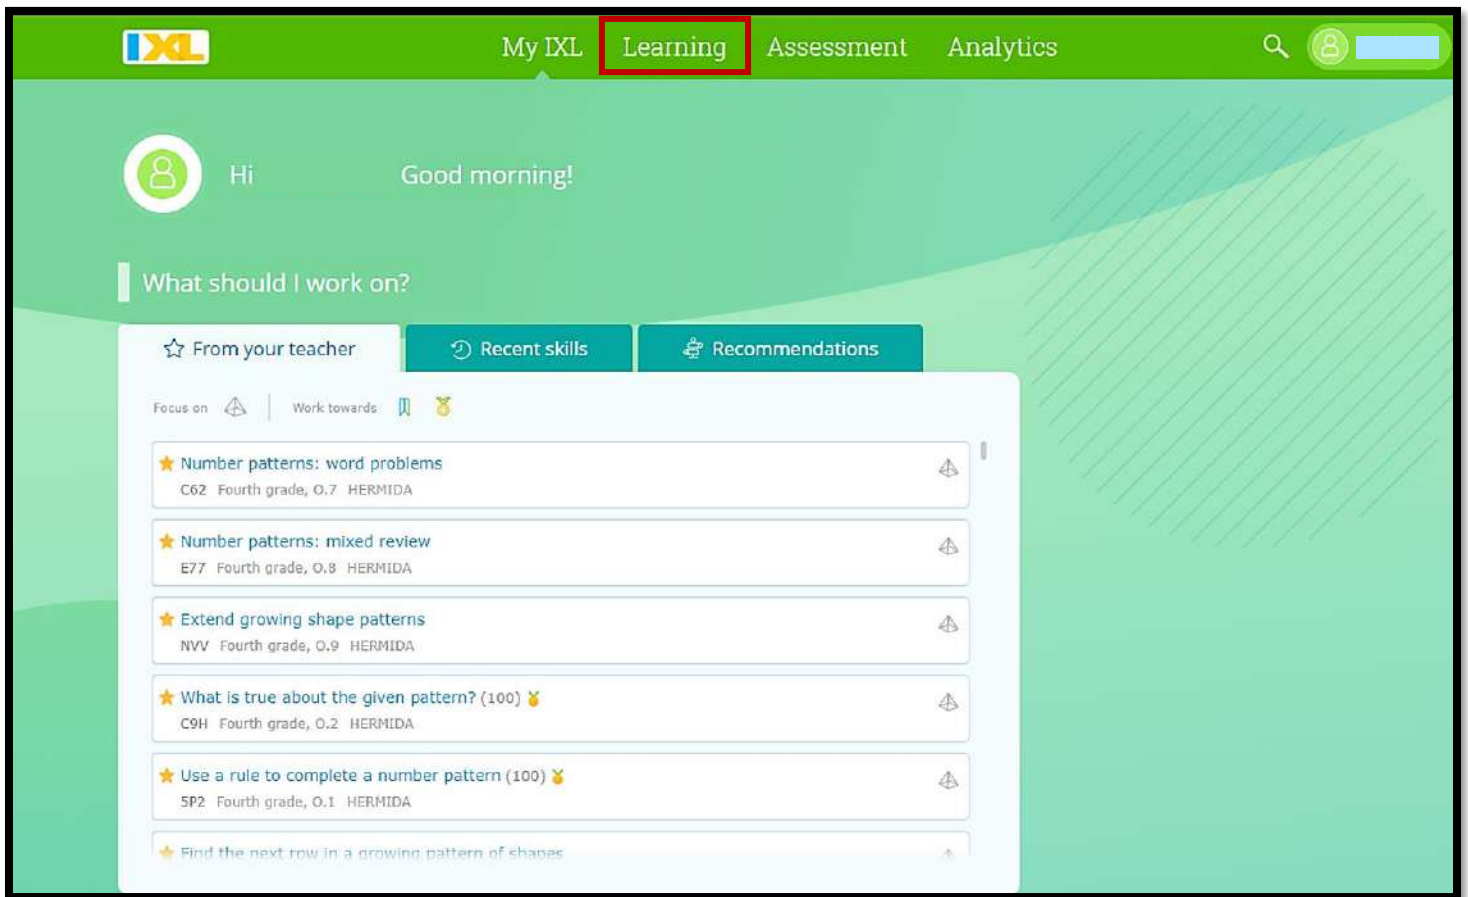 IXL My IXL Learning Assessment Analytics
Hi Good morning!
What should I work on?
From your teacher Recent skills Recommendations
Focus on Work towards
Number patterns: word problems
C62 Fourth grade, O.7 HERMIDA
Number patterns: mixed review
E77 Fourth grade, O.8 HERMIDA
Extend growing shape patterns
NVV Fourth grade, O.9 HERMIDA
What is true about the given pattern? (100)
C9H Fourth grade, O.2 HERMIDA
Use a rule to complete a number pattern (100)
5P2 Fourth grade, O.1 HERMIDA
Find the next row in a growing pattern of shapes